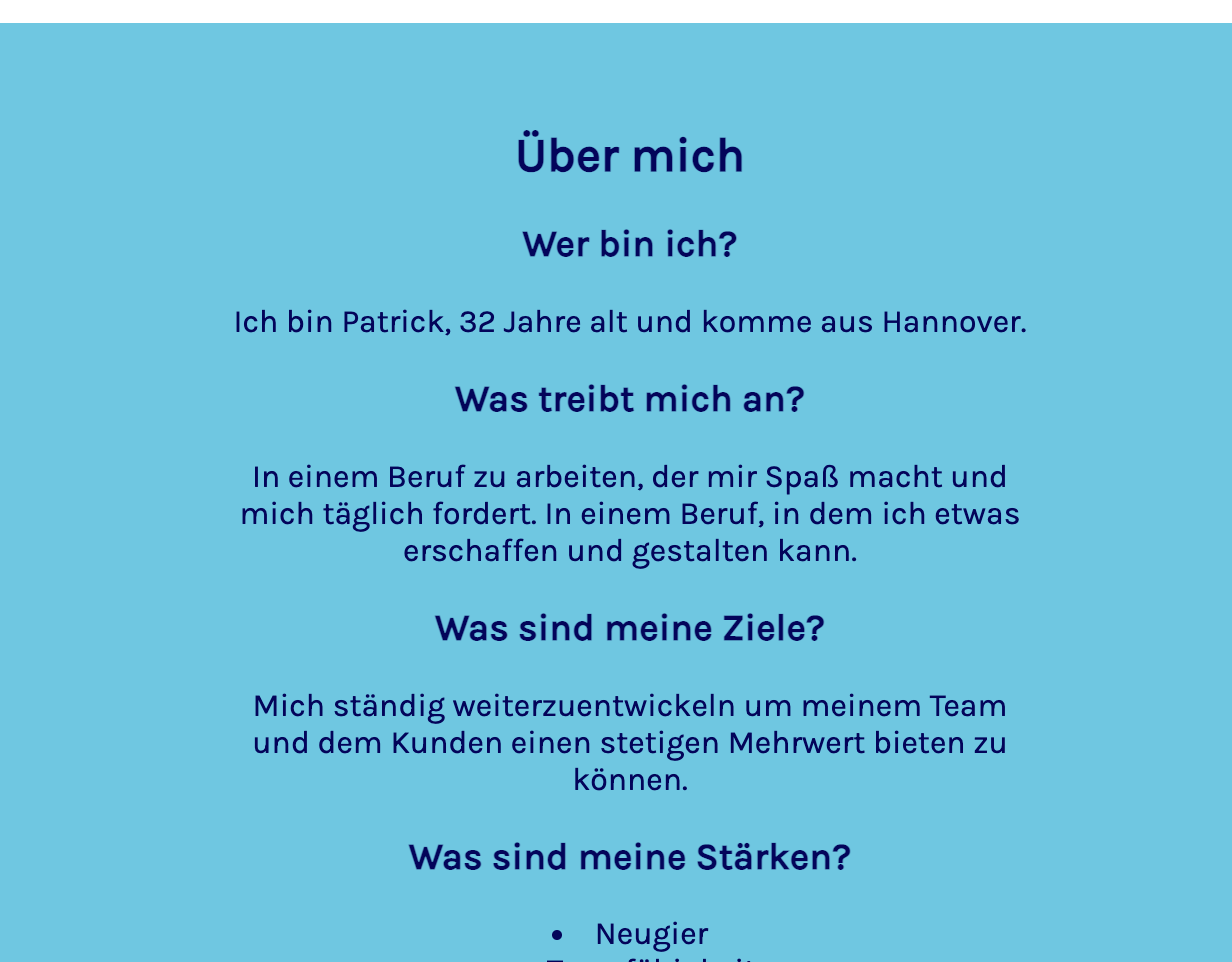 Über mich
Wer bin ich?
Ich bin Patrick, 32 Jahre alt und komme aus Hannover.
Was treibt mich an?
In einem Beruf zu arbeiten, der mir Spaß macht und
mich täglich fordert. In einem Beruf, in dem ich etwas
erschaffen und gestalten kann.
Was sind meine Ziele?
Mich ständig weiterzuentwickeln um meinem Team
und dem Kunden einen stetigen Mehrwert bieten zu
können.
Was sind meine Stärken?
• Neugier